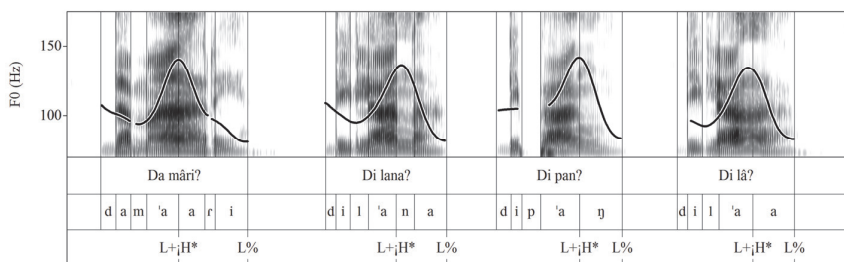 F0 (Hz)
150
100
Da mâri? Di lana? Di pan? Di lâ?
d a m ˈa a ɾ i d i l ˈa n a d i p ˈa ŋ d i l ˈa a
L+¡H* L% L+¡H* L% L+¡H* L% L+¡H* L%